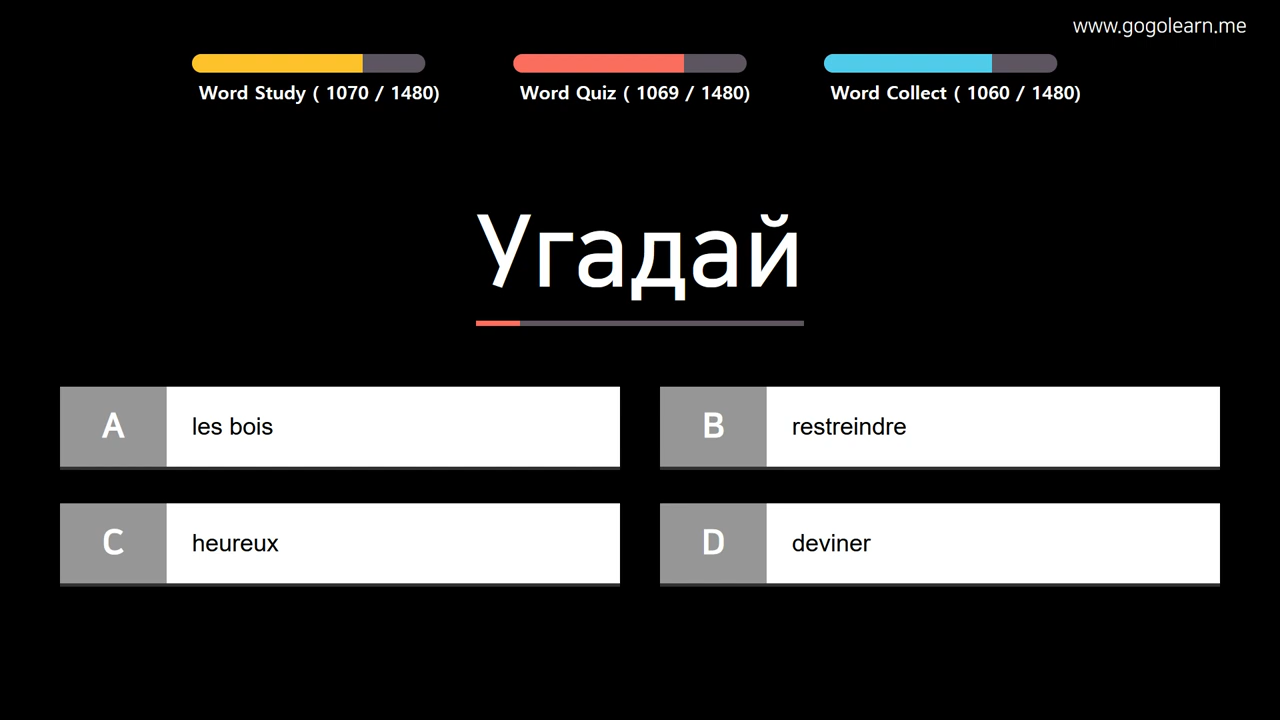 www.gogolearn.me
Word Study ( 1070 / 1480)
Word Quiz ( 1069 / 1480)
Word Collect ( 1060 / 1480)
Угадай
A les bois
B restreindre
C heureux
D deviner